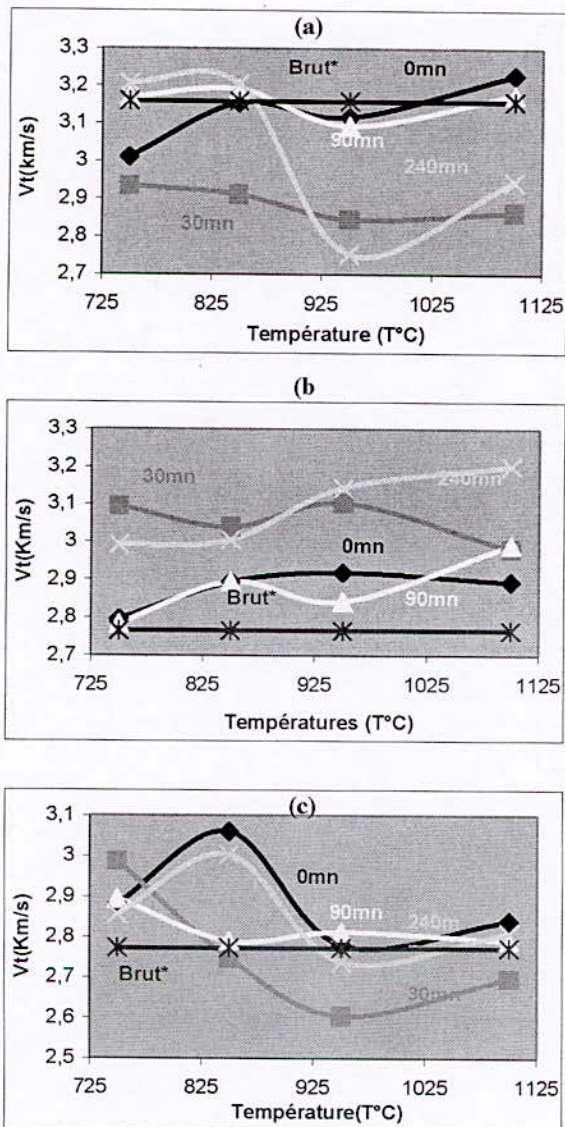 (a)
3,3
3,2
3,1
3
2,9
2,8
2,7
Vt(km/s)
Brut*
0mn
90mn
240mn
30mn
725
825
925
1025
1125
Température (T°C)
(b
3,3
3,2
3,1
3
2,9
2,8
2,7
Vt(Km/s)
30mn
240mn
0mn
Brut*
90mn
725
825
925
1025
1125
Températures (T°C)
(c)
3,1
3
2,9
2,8
2,7
2,6
2,5
Vt(Km/s)
0mn
90mn
240m
Brut*
30mn
725
825
925
1025
1125
Température(T°C)